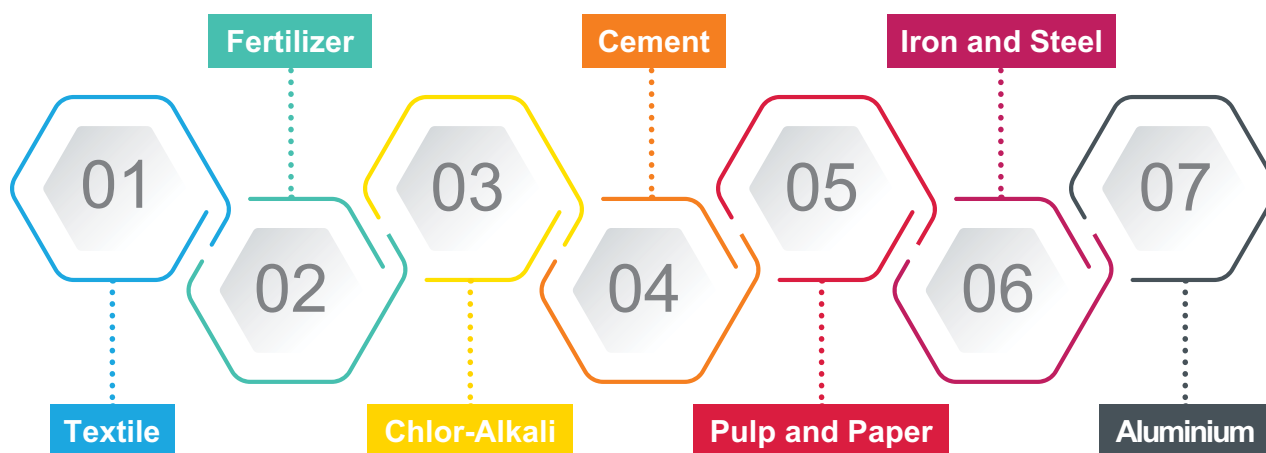 Fertilizer
Cement
Iron and Steel
01
02
03
04
05
06
07
Textile
Chlor-Alkali
Pulp and Paper
Aluminium